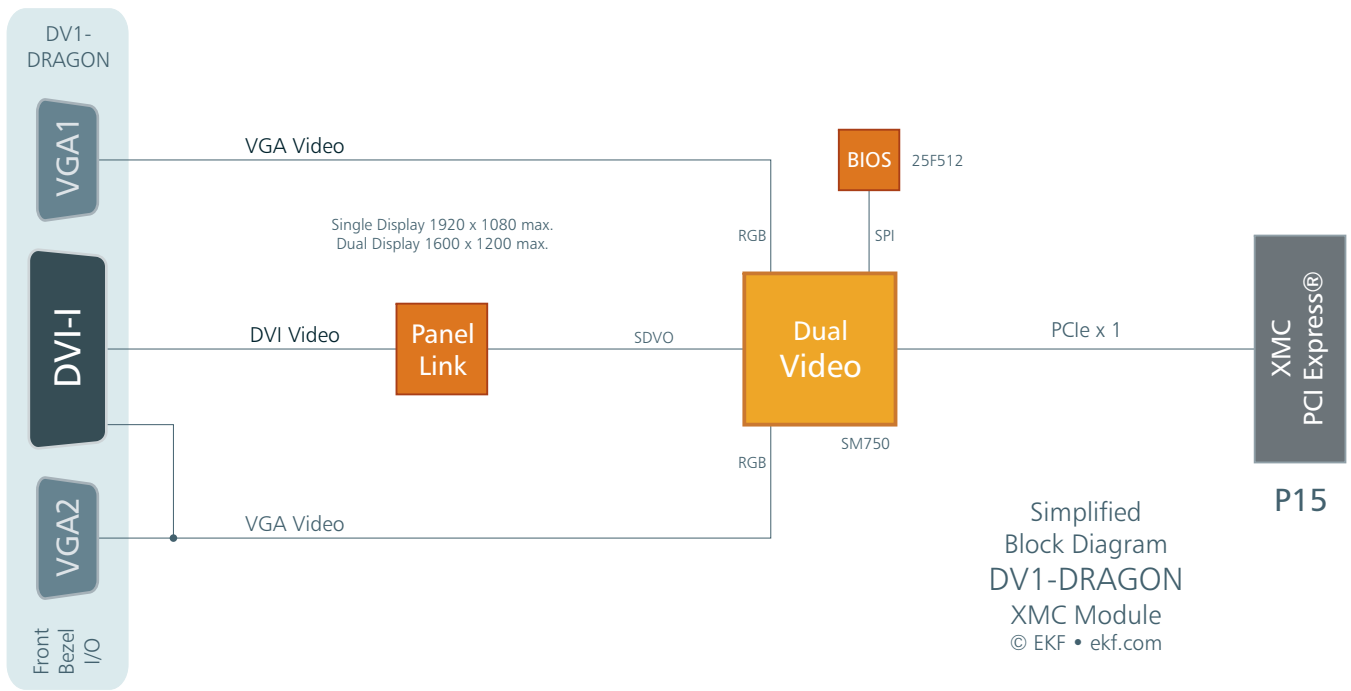 DV1-
DRAGON
VGA1
VGA Video
BIOS
25F512
Single Display 1920 x 1080 max.
Dual Display 1600 x 1200 max.
RGB
SPI
DVI-I
DVI Video
Panel
Link
SDVO
Dual
Video
PCIe x 1
XMC
PCI Express®
SM750
RGB
P15
VGA2
VGA Video
Simplified
Block Diagram
DV1-DRAGON
XMC Module
© EKF • ekf.com
Front
Bezel
I/O